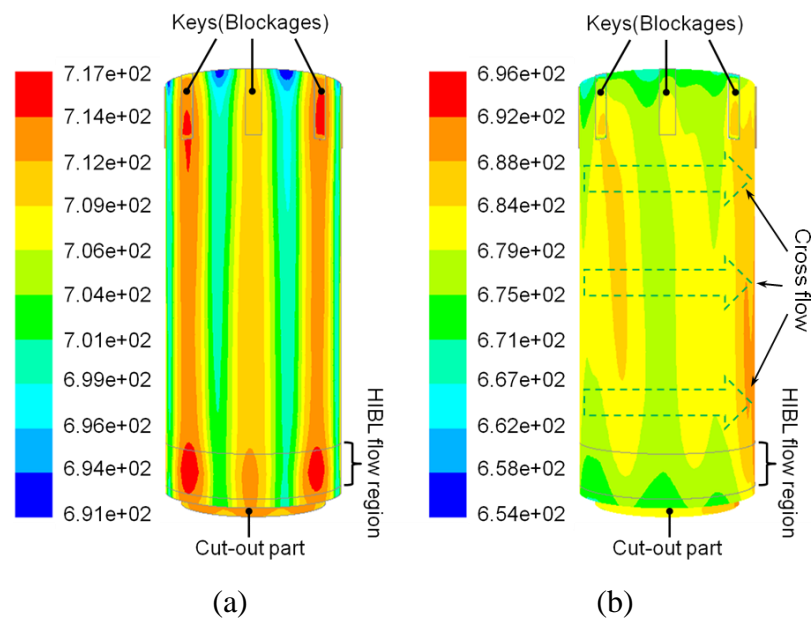 Keys(Blockages)
7.17e+02
7.14e+02
7.12e+02
7.09e+02
7.06e+02
7.04e+02
7.01e+02
6.99e+02
6.96e+02
6.94e+02
6.91e+02
HIBL flow region
Cut-out part
(a)
Keys(Blockages)
6.96e+02
6.92e+02
6.88e+02
6.84e+02
6.79e+02
6.75e+02
6.71e+02
6.67e+02
6.62e+02
6.58e+02
6.54e+02
Cross flow
HIBL flow region
Cut-out part
(b)